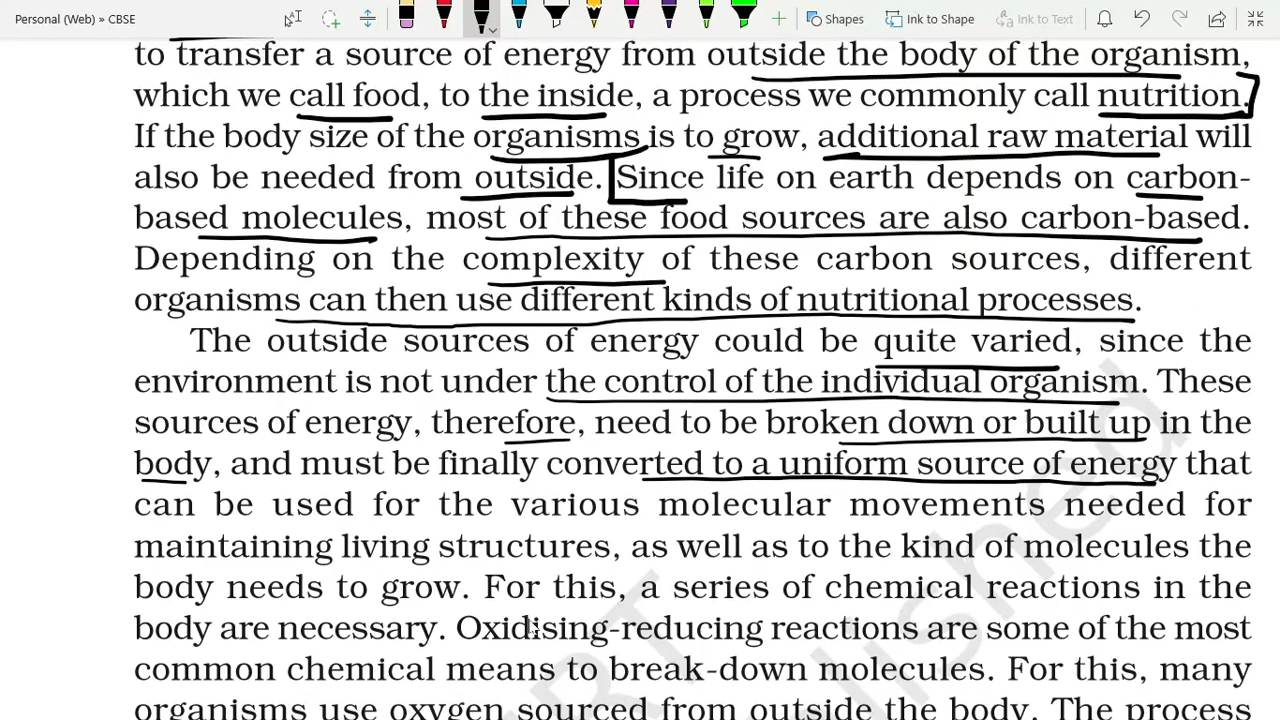 Personal (Web) » CBSE
Shapes
Ink to Shape
Ink to Text
to transfer a source of energy from outside the body of the organism,
which we call food, to the inside, a process we commonly call nutrition.
If the body size of the organisms is to grow, additional raw material will
also be needed from outside. Since life on earth depends on carbon-
based molecules, most of these food sources are also carbon-based.
Depending on the complexity of these carbon sources, different
organisms can then use different kinds of nutritional processes.
The outside sources of energy could be quite varied, since the
environment is not under the control of the individual organism. These
sources of energy, therefore, need to be broken down or built up in the
body, and must be finally converted to a uniform source of energy that
can be used for the various molecular movements needed for
maintaining living structures, as well as to the kind of molecules the
body needs to grow. For this, a series of chemical reactions in the
body are necessary. Oxidising-reducing reactions are some of the most
common chemical means to break-down molecules. For this, many
organisms use oxygen sourced from outside the body. The process